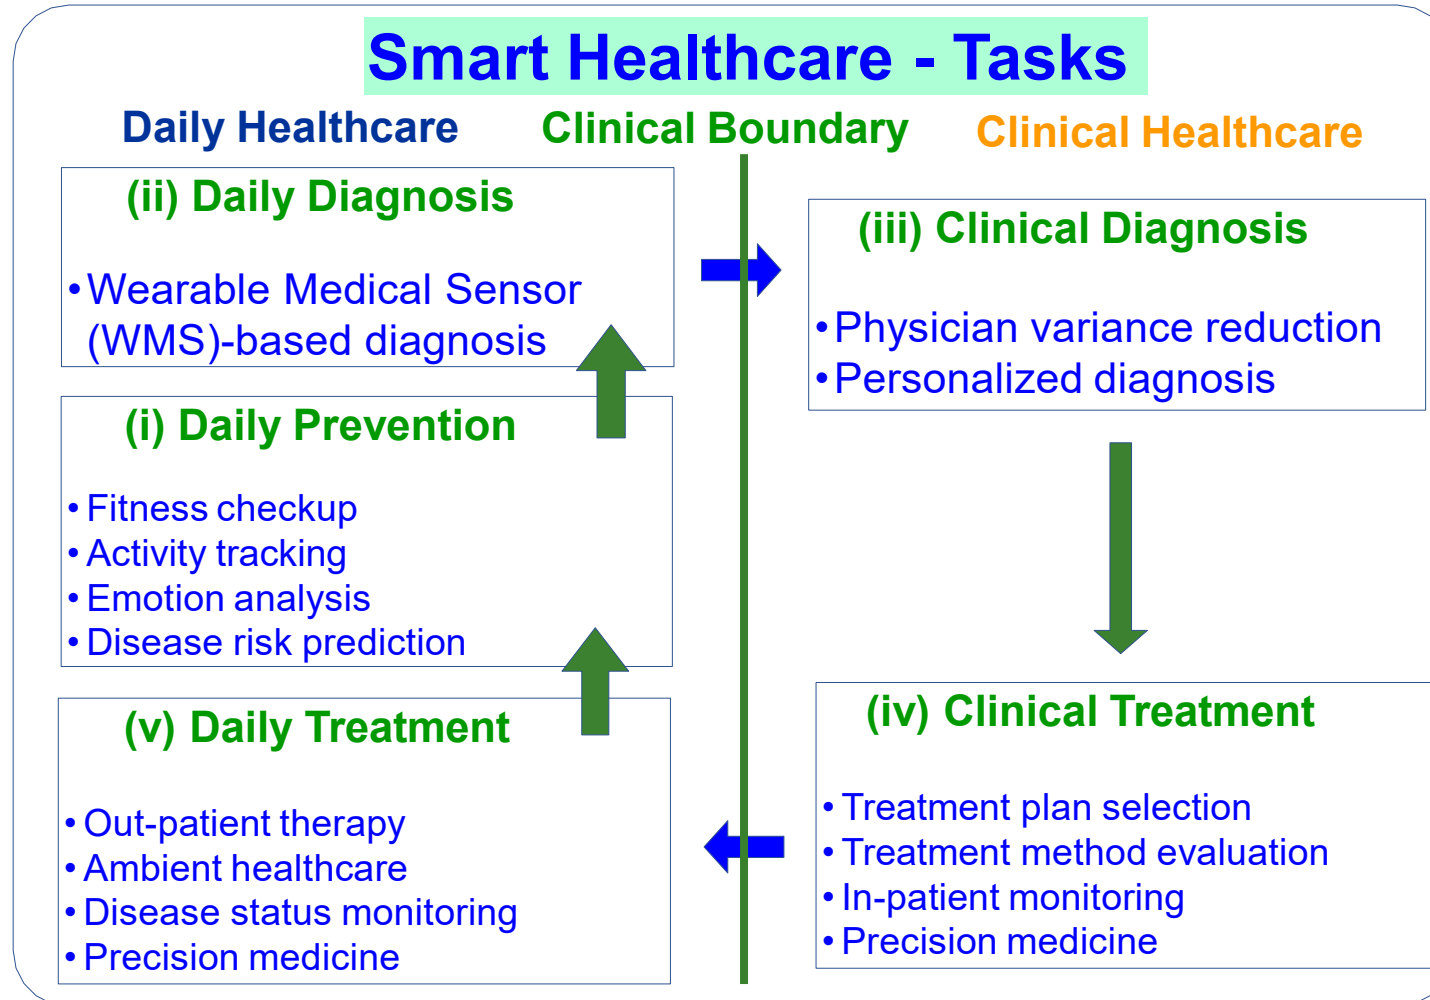 Smart Healthcare - Tasks
Daily Healthcare
Clinical Boundary
Clinical Healthcare
(ii) Daily Diagnosis
•Wearable Medical Sensor
(WMS)-based diagnosis
(i) Daily Prevention
• Fitness checkup
• Activity tracking
• Emotion analysis
• Disease risk prediction
(v) Daily Treatment
• Out-patient therapy
• Ambient healthcare
• Disease status monitoring
• Precision medicine
(iii) Clinical Diagnosis
•Physician variance reduction
•Personalized diagnosis
(iv) Clinical Treatment
• Treatment plan selection
• Treatment method evaluation
• In-patient monitoring
• Precision medicine